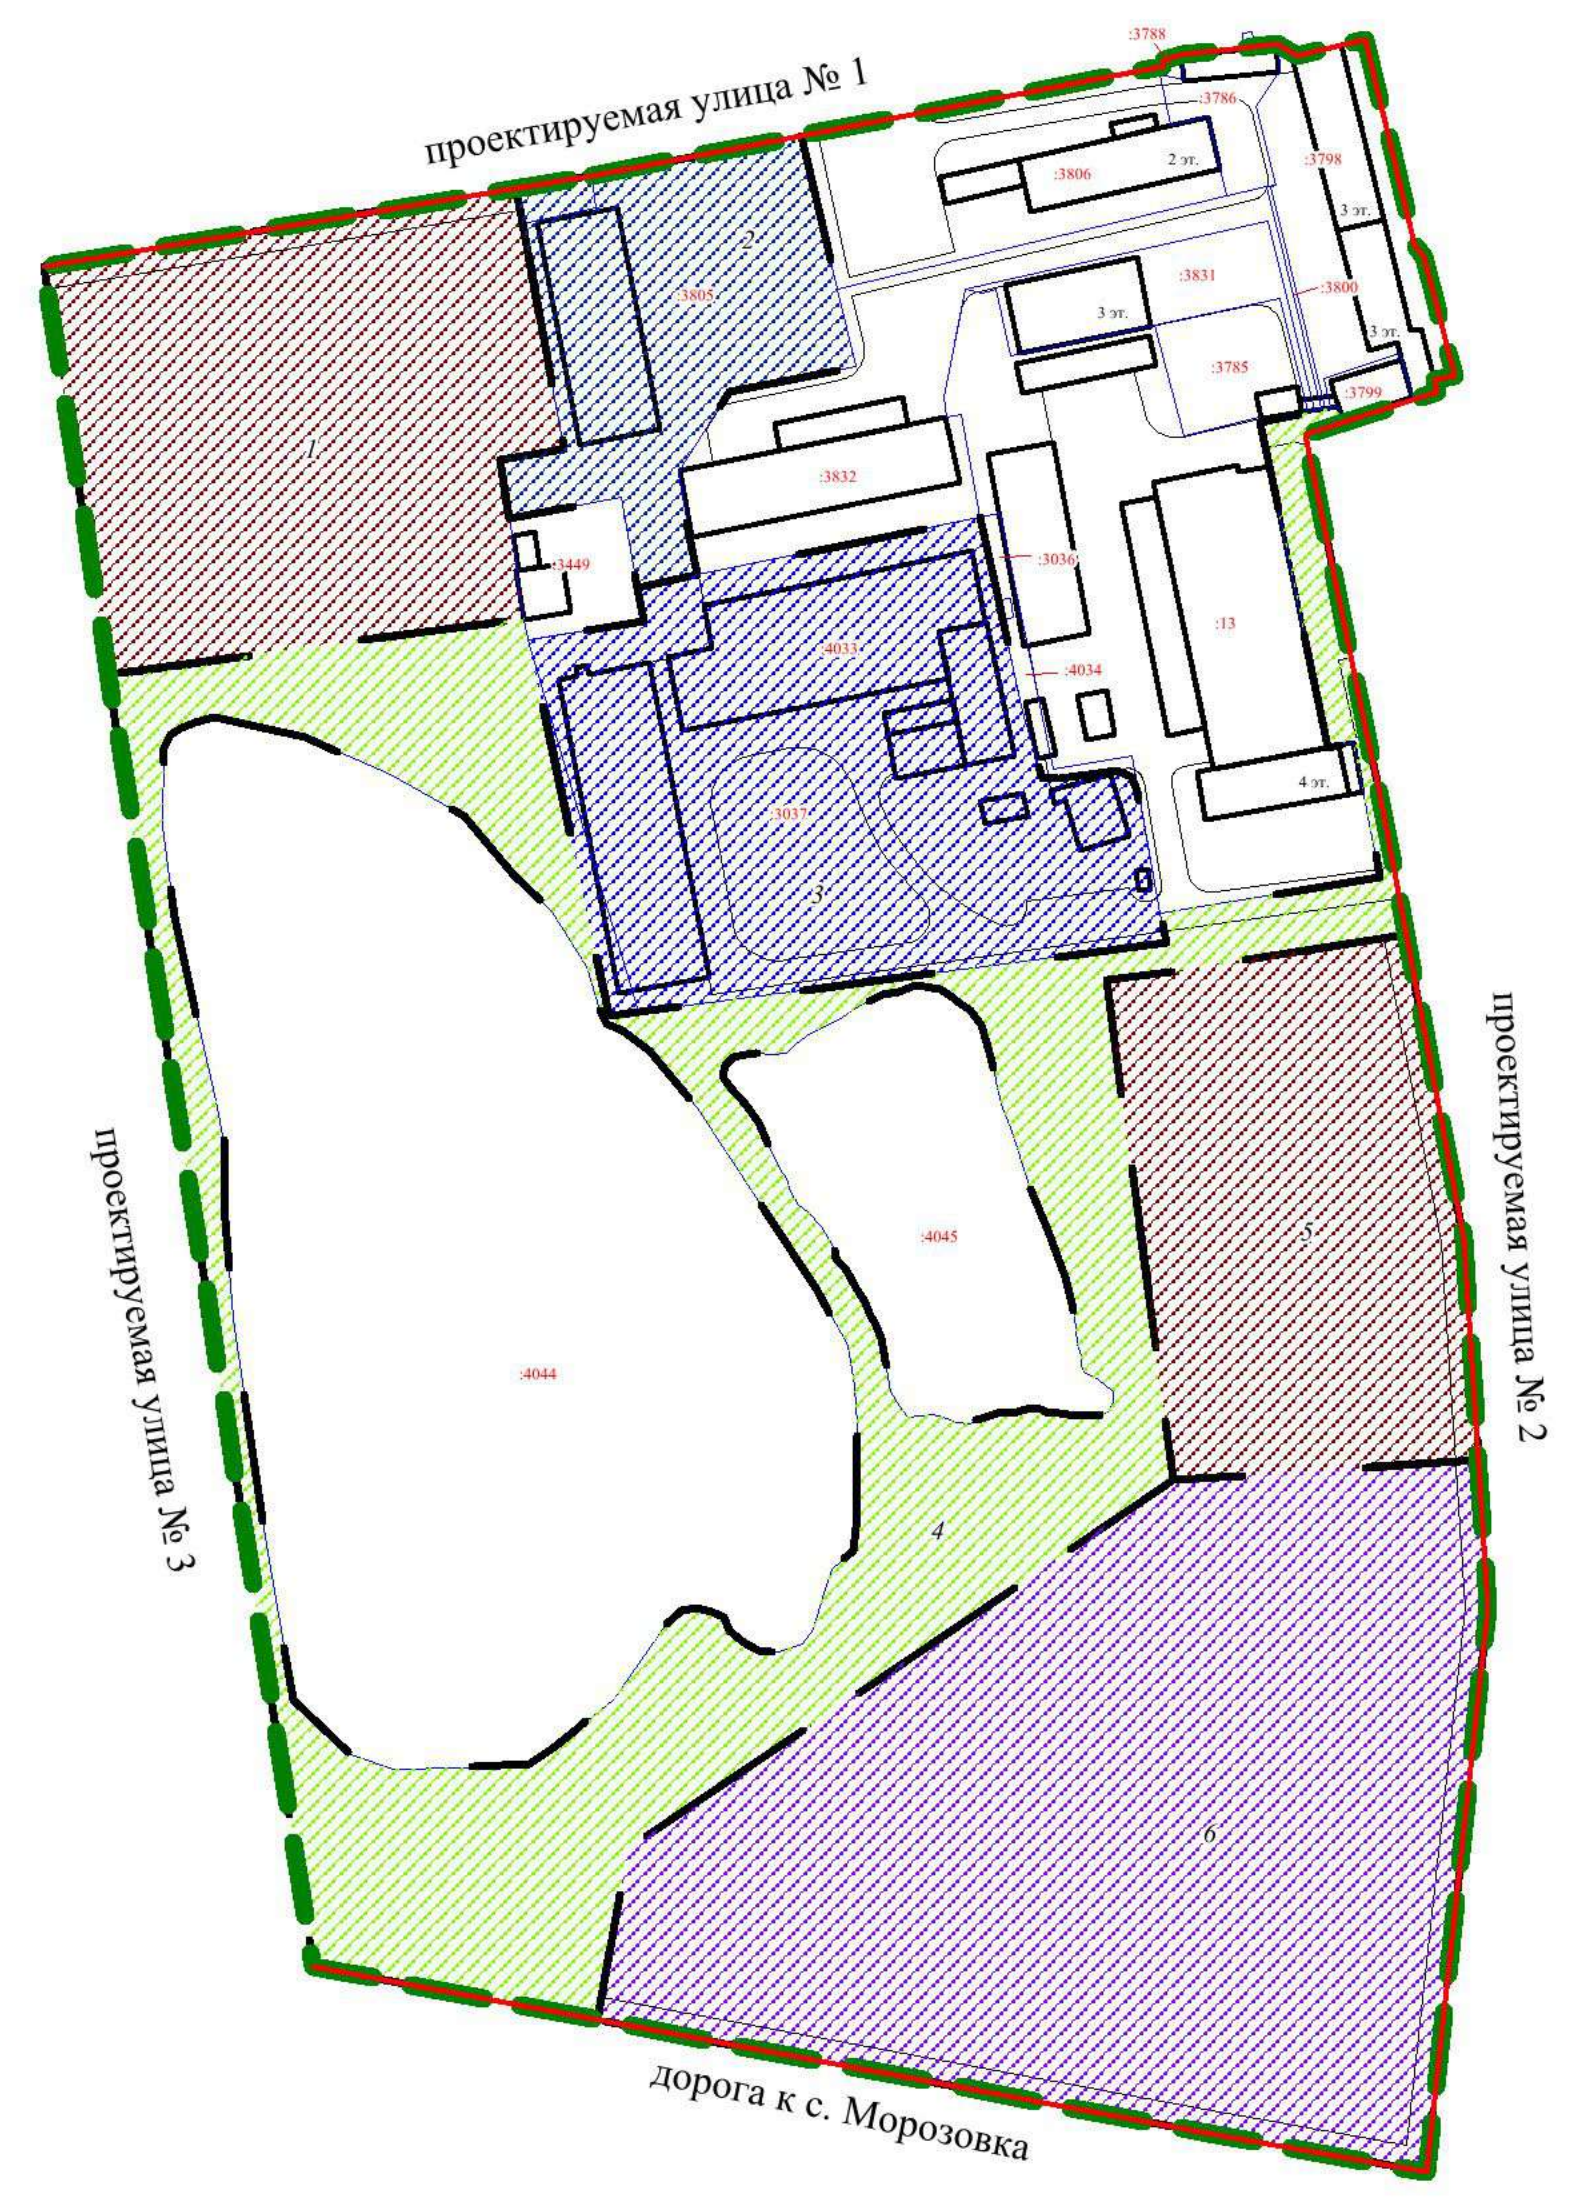 :3788
проектируемая улица № 1
:3786
:3798
2 эт.
:3806
3 эт.
2
:3831
:3800
:3805
3 эт.
3 эт.
:3785
:3799
1
:3832
:3449
:3036
:13
:4033
:4034
4 эт.
:3037
3
проектируемая улица № 2
проектируемая улица № 3
5
:4045
:4044
4
6
дорога к с. Морозовка